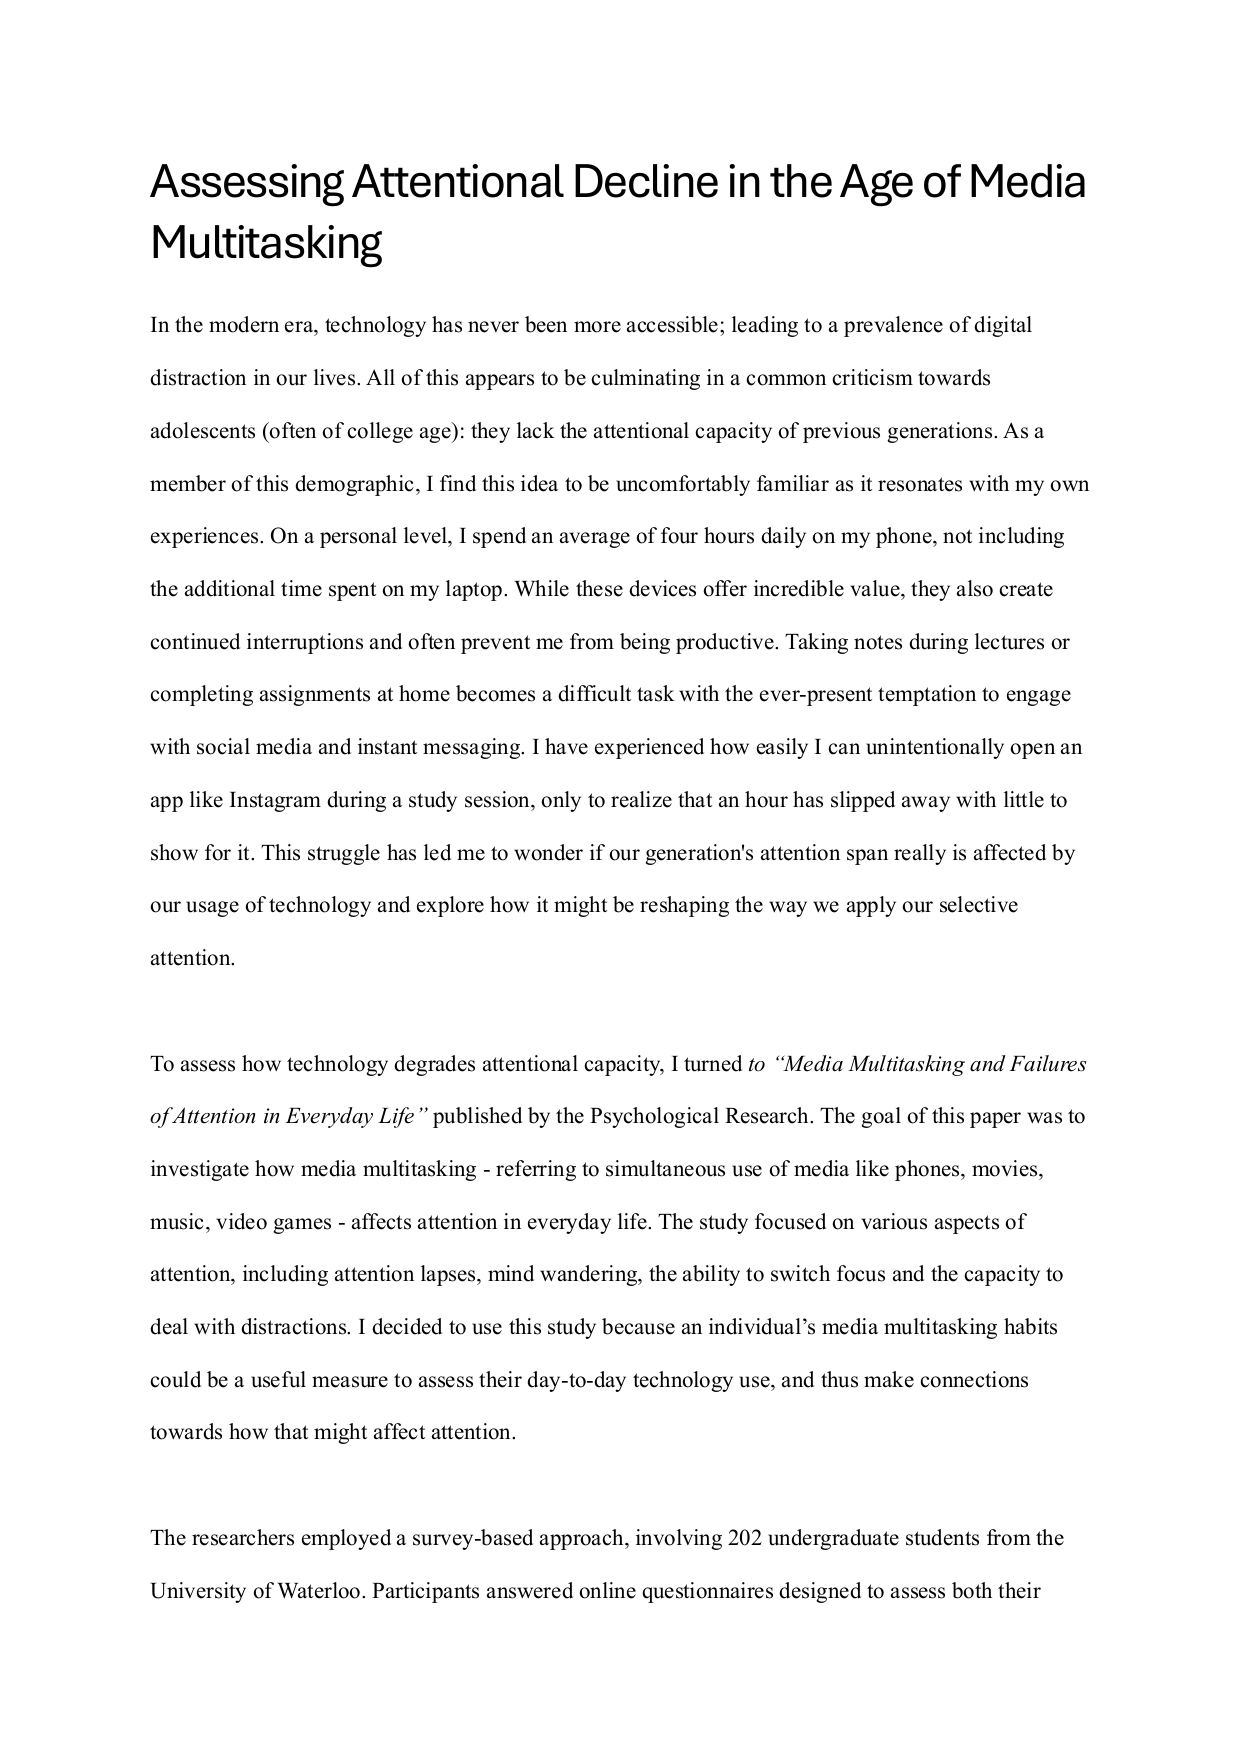 Assessing Attentional Decline in the Age of Media
Multitasking
In the modern era, technology has never been more accessible; leading to a prevalence of digital
distraction in our lives. All of this appears to be culminating in a common criticism towards
adolescents (often of college age): they lack the attentional capacity of previous generations. As a
member of this demographic, I find this idea to be uncomfortably familiar as it resonates with my own
experiences. On a personal level, I spend an average of four hours daily on my phone, not including
the additional time spent on my laptop. While these devices offer incredible value, they also create
continued interruptions and often prevent me from being productive. Taking notes during lectures or
completing assignments at home becomes a difficult task with the ever-present temptation to engage
with social media and instant messaging. I have experienced how easily I can unintentionally open an
app like Instagram during a study session, only to realize that an hour has slipped away with little to
show for it. This struggle has led me to wonder if our generation's attention span really is affected by
our usage of technology and explore how it might be reshaping the way we apply our selective
attention.
To assess how technology degrades attentional capacity, I turned to “Media Multitasking and Failures
of Attention in Everyday Life” published by the Psychological Research. The goal of this paper was to
investigate how media multitasking - referring to simultaneous use of media like phones, movies,
music, video games - affects attention in everyday life. The study focused on various aspects of
attention, including attention lapses, mind wandering, the ability to switch focus and the capacity to
deal with distractions. I decided to use this study because an individual’s media multitasking habits
could be a useful measure to assess their day-to-day technology use, and thus make connections
towards how that might affect attention.
The researchers employed a survey-based approach, involving 202 undergraduate students from the
University of Waterloo. Participants answered online questionnaires designed to assess both their